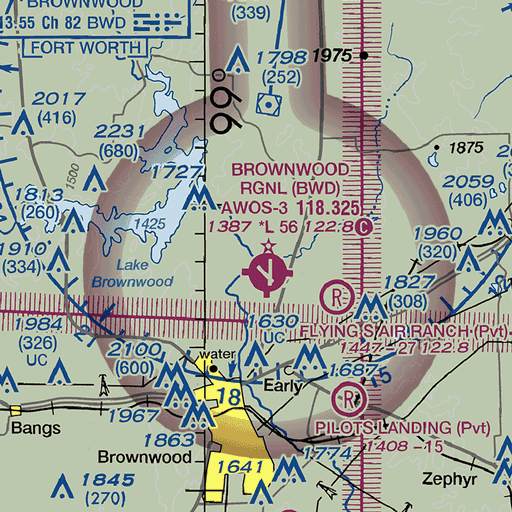 BROWNWOOD
13.55 Ch 82 BWD
FORT WORTH
(339)
1798
(252)
1975
99°
2017
(416)
2231
(680)
1875
1500
1727
BROWNWOOD
RGNL (BWD)
AWOS-3 118.325
1387 *L 56 122.8 C
2059
(406)
1813
(260)
1425
1960
(320)
1910
(334)
Lake
Brownwood
R
1827
(308)
1984
(326)
UC
1630
UC
FLYING S AIR RANCH (Pvt)
1447 - 27 122.8
2100
(600)
water
1687
15
Early
18
R
Bangs
1967
1863
PILOTS LANDING (Pvt)
1408 - 15
Brownwood
1641
1774
1845
(270)
Zephyr